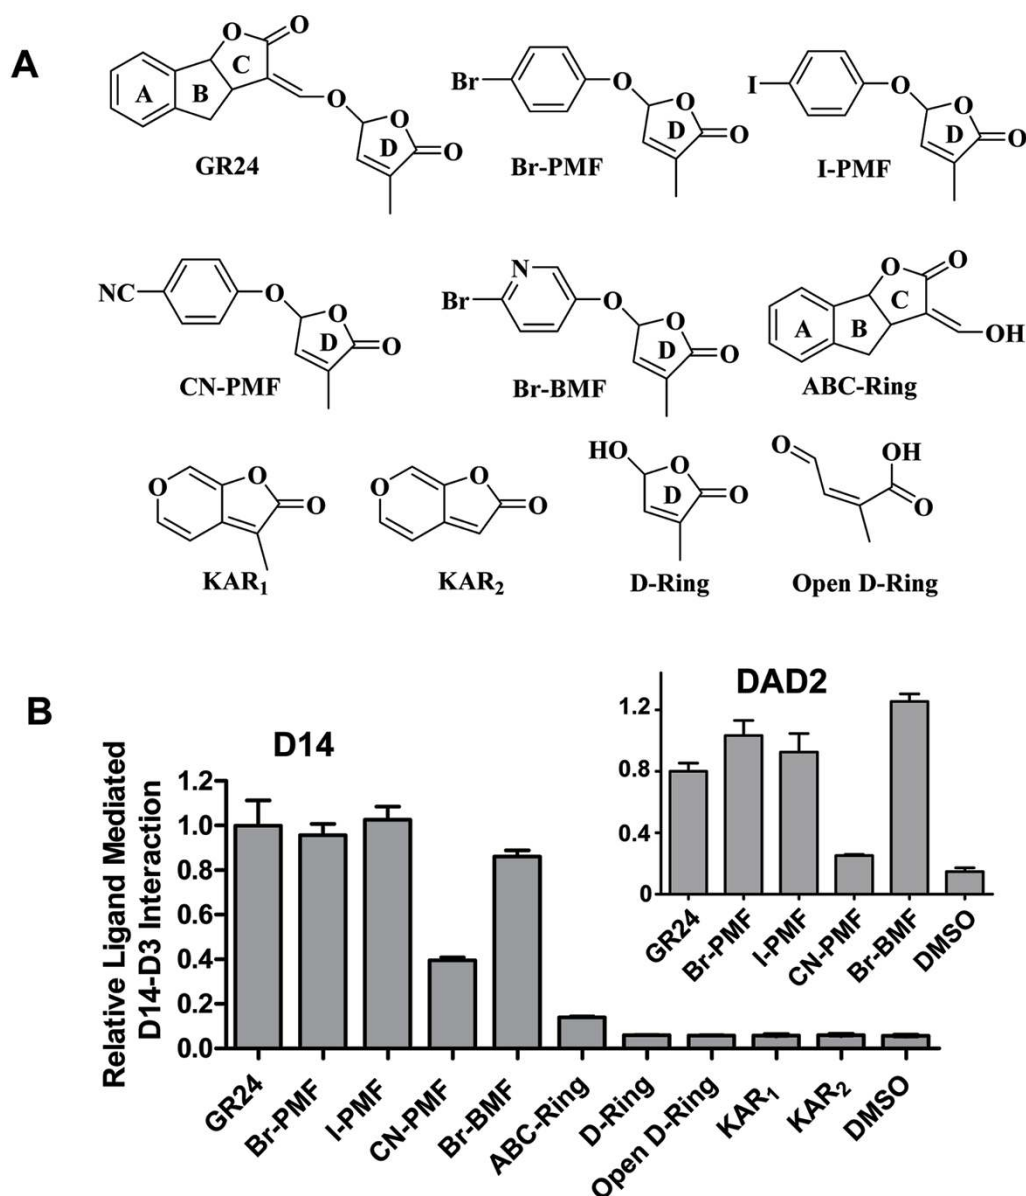 A
O
O
C
A
B
O
O
D
O
GR24
Br
O
O
D
O
Br-PMF
I
O
O
D
O
I-PMF
NC
O
O
D
O
CN-PMF
N
Br
O
O
D
O
Br-BMF
O
O
C
A
B
OH
ABC-Ring
O
O
O
KAR1
O
O
O
KAR2
HO
O
D
O
D-Ring
O
OH
O
Open D-Ring
B
D14
Relative Ligand Mediated
D14-D3 Interaction
1.2
1.0
0.8
0.6
0.4
0.2
0.0
GR24
Br-PMF
I-PMF
CN-PMF
Br-BMF
ABC-Ring
D-Ring
Open D-Ring
KAR1
KAR2
DMSO
DAD2
1.2
0.8
0.4
0
GR24
Br-PMF
I-PMF
CN-PMF
Br-BMF
DMSO